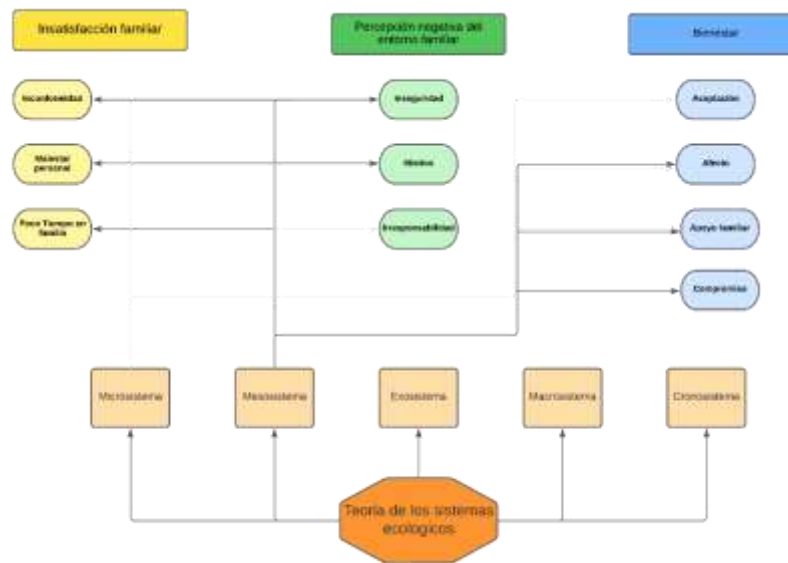 Insatisfacción familiar
Percepción negativa del
entorno familiar
Bienestar
Inconformidad
Inseguridad
Aceptación
Malestar
personal
Afecto
Poco Tiempo en
familia
Irresponsabilidad
Apoyo familiar
Compromiso
Microsistema
Mesosistema
Exosistema
Macrosistema
Cronosistema
Teoría de los sistemas
ecologicos